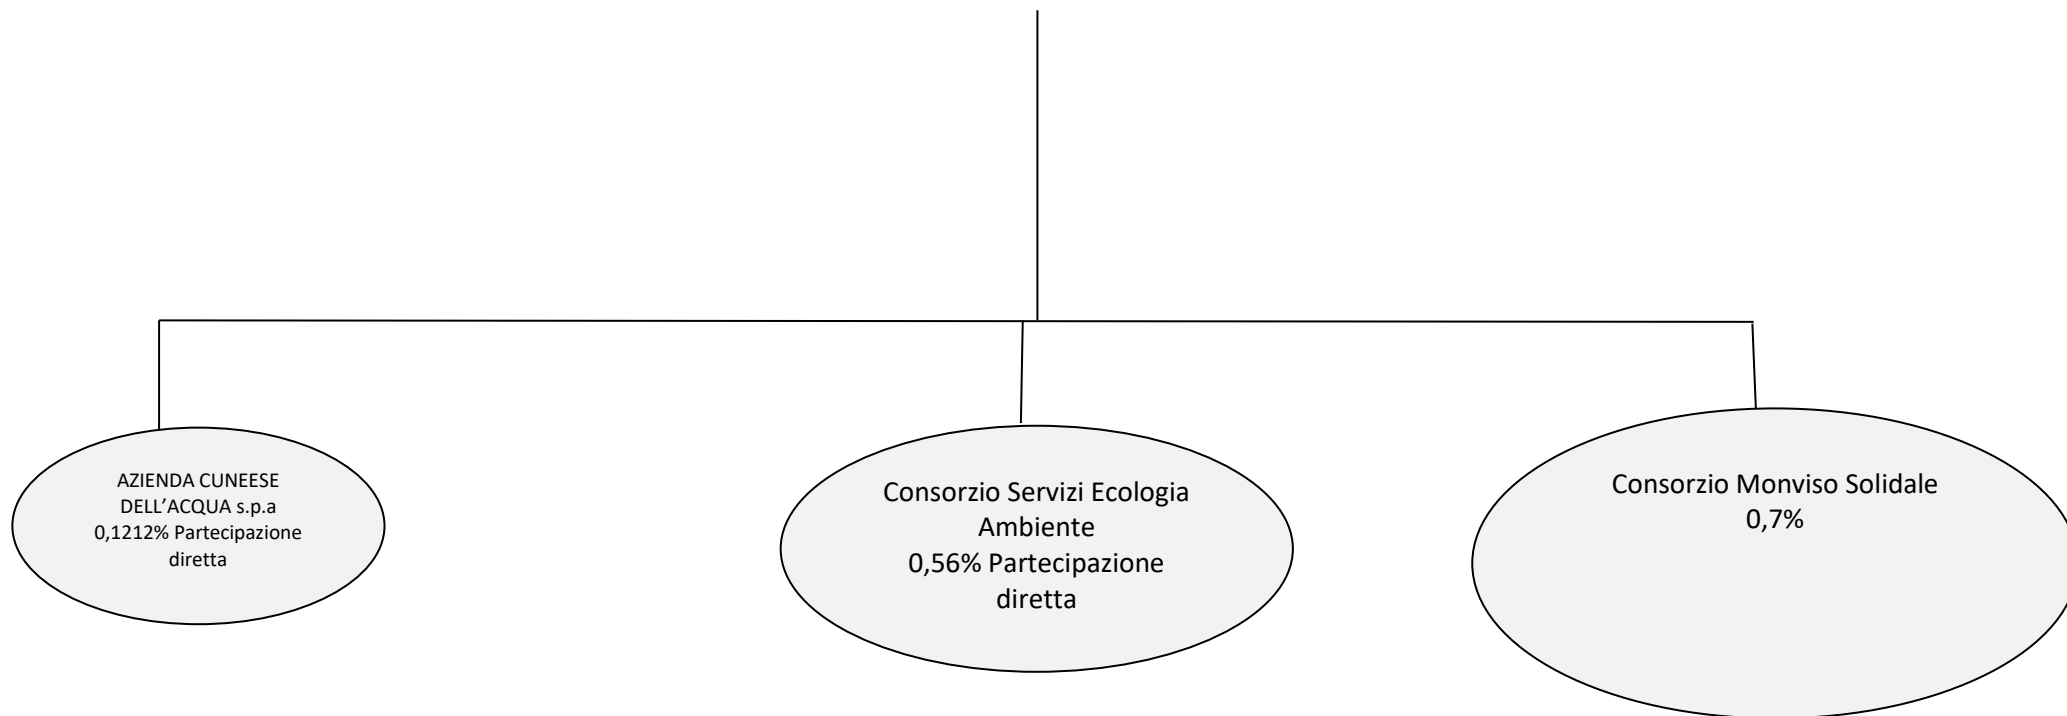 AZIENDA CUNEESE
DELL’ACQUA s.p.a
0,1212% Partecipazione
diretta
Consorzio Servizi Ecologia
Ambiente
0,56% Partecipazione
diretta
Consorzio Monviso Solidale
0,7%